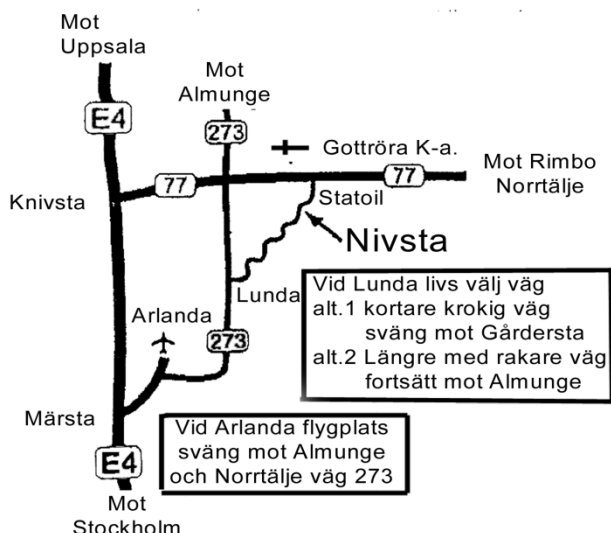 Mot
Uppsala
Mot
Almunge
E4
273
Gottröra K-a.
Mot Rimbo
Norrtälje
77
77
Knivsta
Statoil
Nivsta
Lunda
Vid Lunda livs välj väg
alt.1 kortare krokig väg
sväng mot Gårdersta
alt.2 Längre med rakare väg
fortsätt mot Almunge
Arlanda
273
Märsta
Vid Arlanda flygplats
sväng mot Almunge
och Norrtälje väg 273
E4
Mot
Stockholm